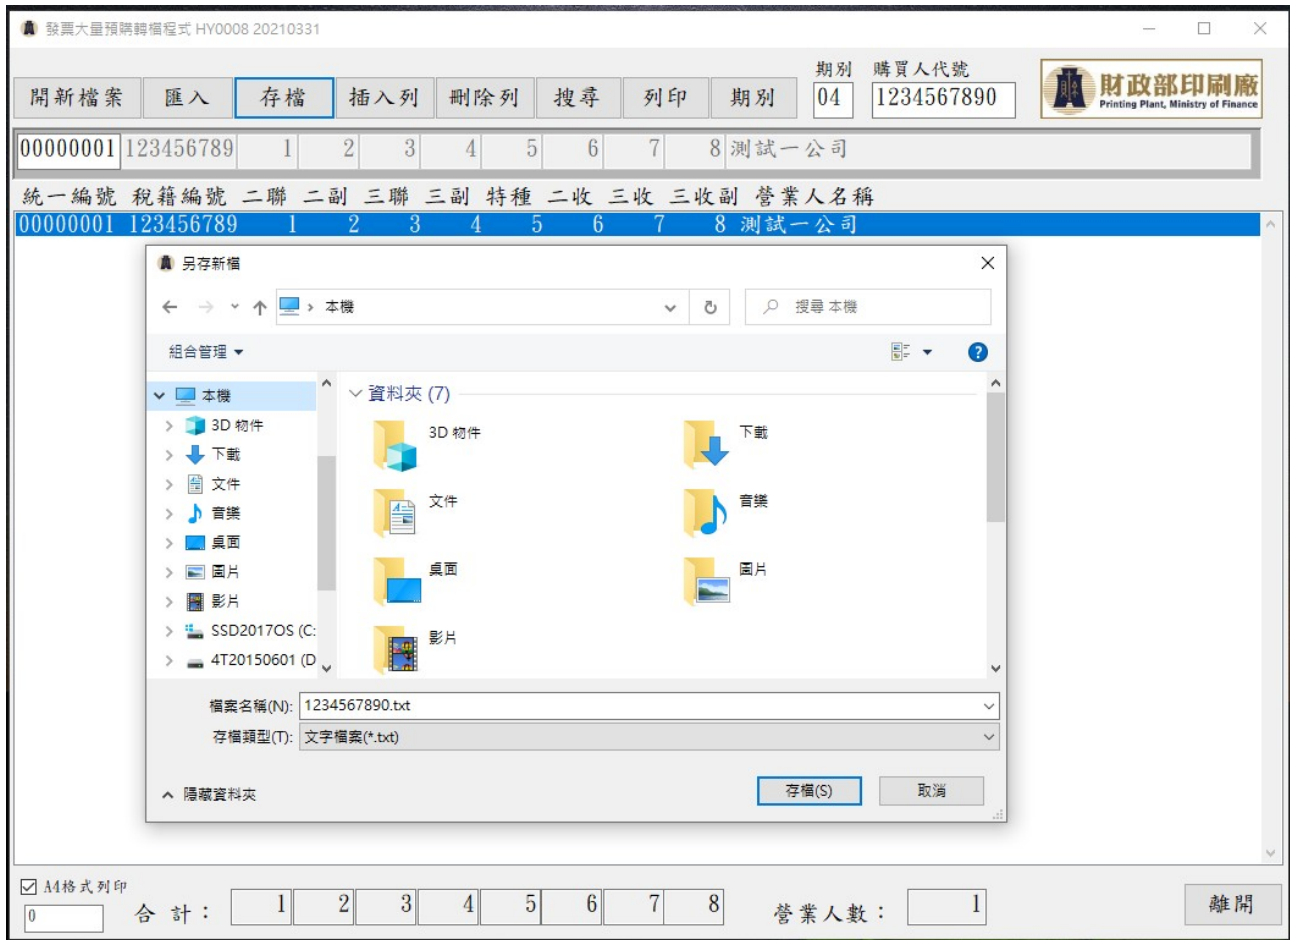 發票大量預購轉檔程式 HY0008 20210331
開新檔案 匯入 存檔 插入列 刪除列 搜尋 列印 期別
期別 購買人代號
04 1234567890
財政部印刷廠
Printing Plant, Ministry of Finance
00000001 123456789 1 2 3 4 5 6 7 8 測試一公司
統一編號 稅籍編號 二聯 二副 三聯 三副 特種 二收 三收 三收副 營業人名稱
00000001 123456789 1 2 3 4 5 6 7 8 測試一公司
另存新檔
本機
搜尋 本機
組合管理
本機
3D 物件
下載
文件
音樂
桌面
圖片
影片
SSD2017OS (C:
4T20150601 (D
資料夾 (7)
3D 物件
下載
文件
音樂
桌面
圖片
影片
檔案名稱(N): 1234567890.txt
存檔類型(T): 文字檔案(*.txt)
隱藏資料夾
存檔(S) 取消
A4格式列印
0
合 計： 1 2 3 4 5 6 7 8
營業人數： 1
離開